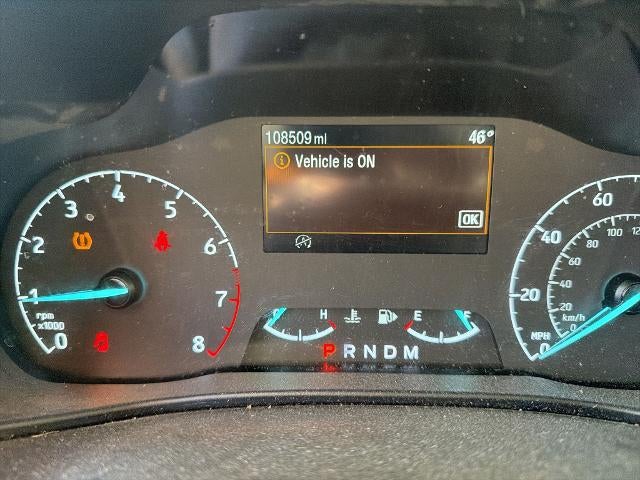 108509 mi 46°
Vehicle is ON
OK
0 1 2 3 4 5 6 7 8
rpm
x1000
H
E F
P R N D M
0 20 40 60
MPH
0 20 40 60 80 100
km/h